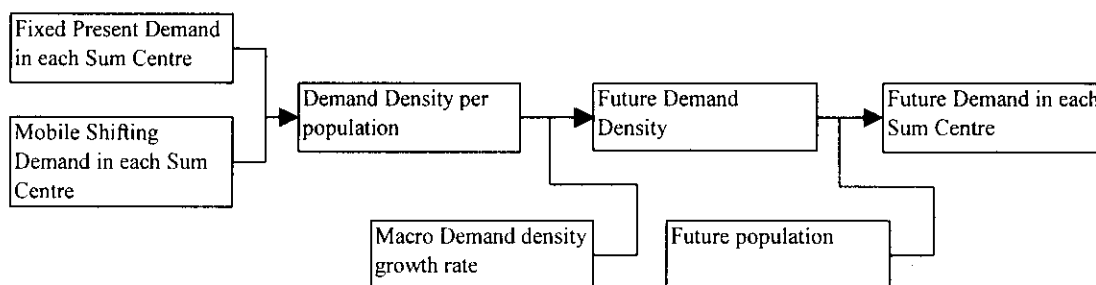 Fixed Present Demand
in each Sum Centre
Mobile Shifting
Demand in each Sum
Centre
Demand Density per
population
Future Demand
Density
Future Demand in each
Sum Centre
Macro Demand density
growth rate
Future population